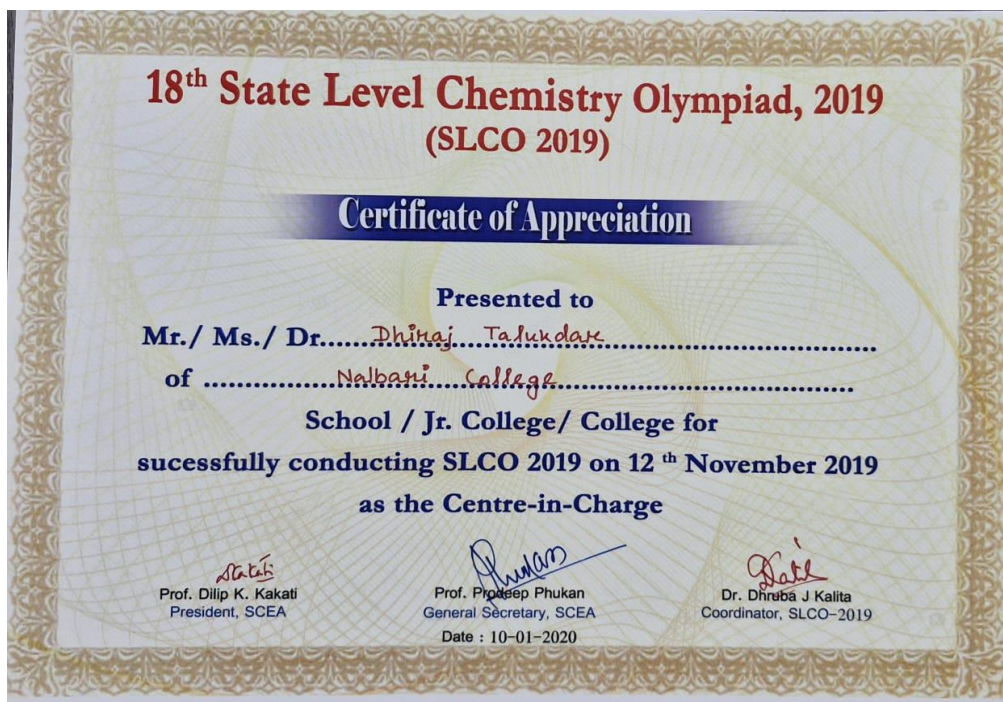 18th State Level Chemistry Olympiad, 2019
(SLCO 2019)
Certificate of Appreciation
Presented to
Mr./ Ms./ Dr......Dhiraj Talukdar..........
of ..........Nalbari College..........
School / Jr. College/ College for
sucessfully conducting SLCO 2019 on 12 th November 2019
as the Centre-in-Charge
Prof. Dilip K. Kakati
President, SCEA
Prof. Prodeep Phukan
General Secretary, SCEA
Date : 10-01-2020
Dr. Dhruba J Kalita
Coordinator, SLCO-2019